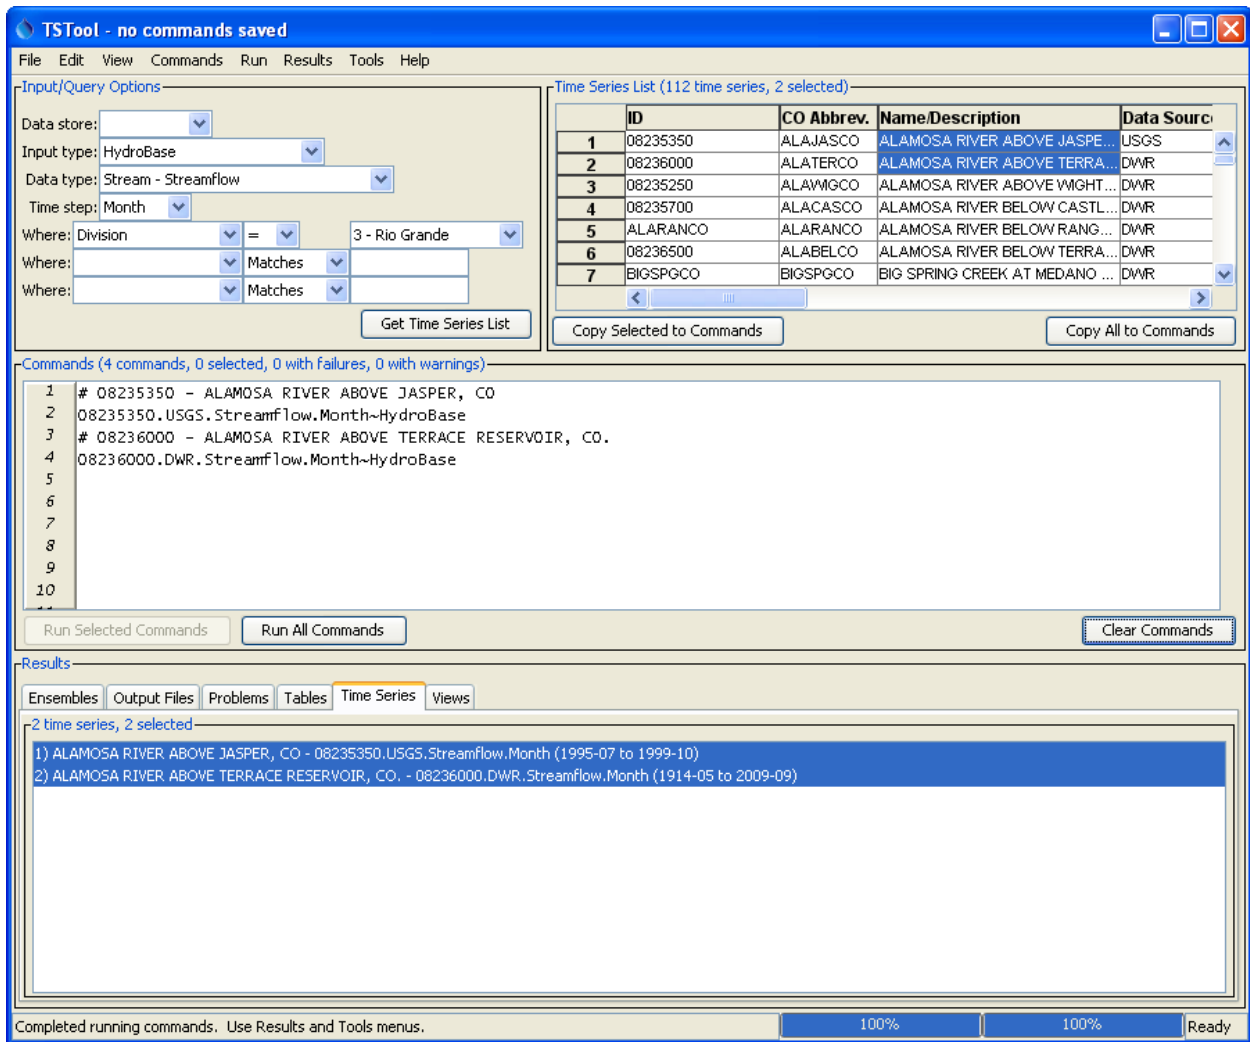 TSTool - no commands saved
File Edit View Commands Run Results Tools Help
Input/Query Options
Data store:
Input type: HydroBase
Data type: Stream - Streamflow
Time step: Month
Where: Division = 3 - Rio Grande
Where: Matches
Where: Matches
Get Time Series List
Time Series List (112 time series, 2 selected)
ID CO Abbrev. Name/Description Data Source
1 08235350 ALAJASCO ALAMOSA RIVER ABOVE JASPE... USGS
2 08236000 ALATERCO ALAMOSA RIVER ABOVE TERRA... DWR
3 08235250 ALAWIGCO ALAMOSA RIVER ABOVE WIGHT... DWR
4 08235700 ALACASCO ALAMOSA RIVER BELOW CASTL... DWR
5 ALARANCO ALARANCO ALAMOSA RIVER BELOW RANG... DWR
6 08236500 ALABELCO ALAMOSA RIVER BELOW TERRA... DWR
7 BIGSPGCO BIGSPGCO BIG SPRING CREEK AT MEDANO ... DWR
Copy Selected to Commands Copy All to Commands
Commands (4 commands, 0 selected, 0 with failures, 0 with warnings)
1 # 08235350 - ALAMOSA RIVER ABOVE JASPER, CO
2 08235350.USGS.Streamflow.Month~HydroBase
3 # 08236000 - ALAMOSA RIVER ABOVE TERRACE RESERVOIR, CO.
4 08236000.DWR.Streamflow.Month~HydroBase
5
6
7
8
9
10
Run Selected Commands Run All Commands Clear Commands
Results
Ensembles Output Files Problems Tables Time Series Views
2 time series, 2 selected
1) ALAMOSA RIVER ABOVE JASPER, CO - 08235350.USGS.Streamflow.Month (1995-07 to 1999-10)
2) ALAMOSA RIVER ABOVE TERRACE RESERVOIR, CO. - 08236000.DWR.Streamflow.Month (1914-05 to 2009-09)
Completed running commands. Use Results and Tools menus. 100% 100% Ready